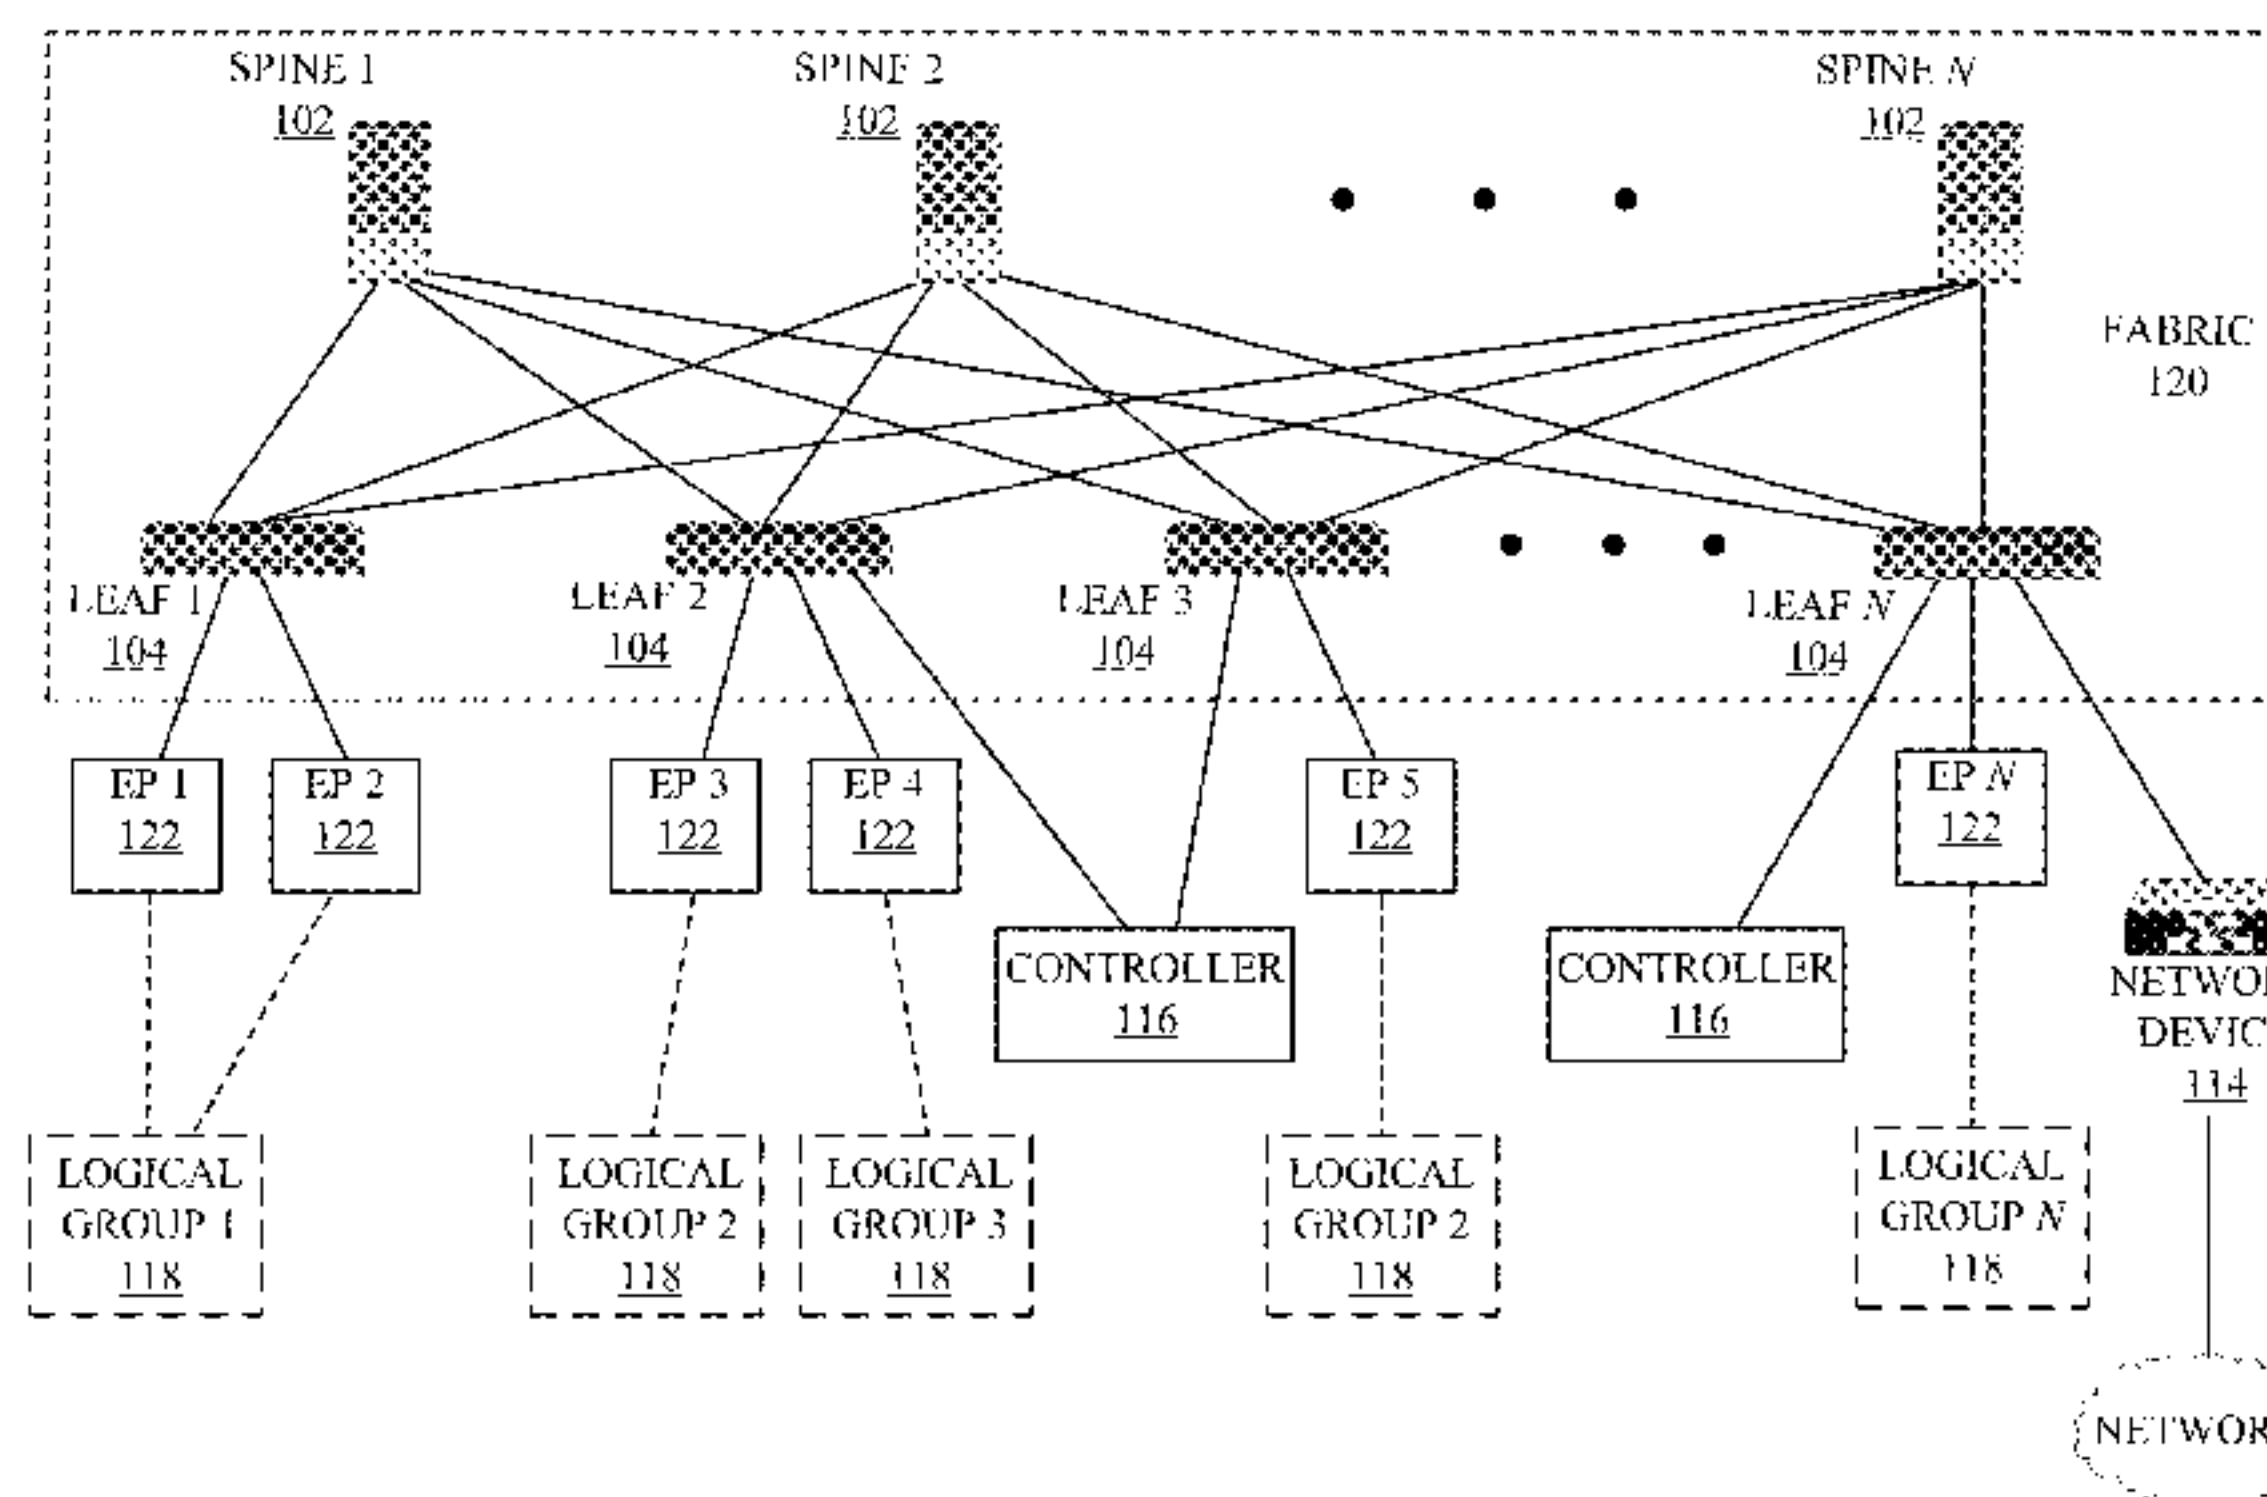 SPINE 1
102
SPINE 2
102
SPINE N
102
FABRIC
120
LEAF 1
104
LEAF 2
104
LEAF 3
104
LEAF N
104
EP 1
122
EP 2
122
EP 3
122
EP 4
122
EP 5
122
EP N
122
CONTROLLER
116
CONTROLLER
116
NETWOR
DEVIC
114
LOGICAL
GROUP 1
118
LOGICAL
GROUP 2
118
LOGICAL
GROUP 3
118
LOGICAL
GROUP 2
118
LOGICAL
GROUP N
118
NETWOR